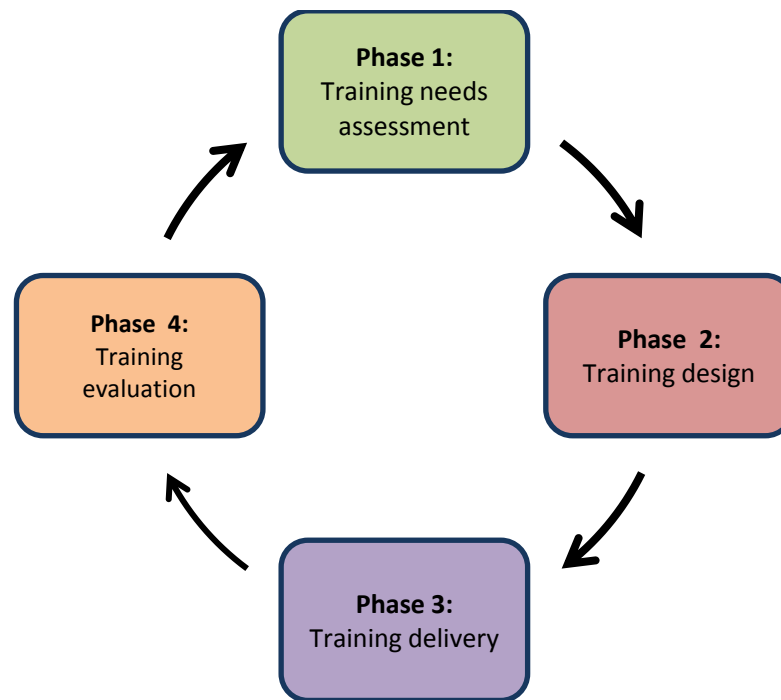 Phase 1:
Training needs
assessment
Phase 2:
Training design
Phase 3:
Training delivery
Phase 4:
Training
evaluation